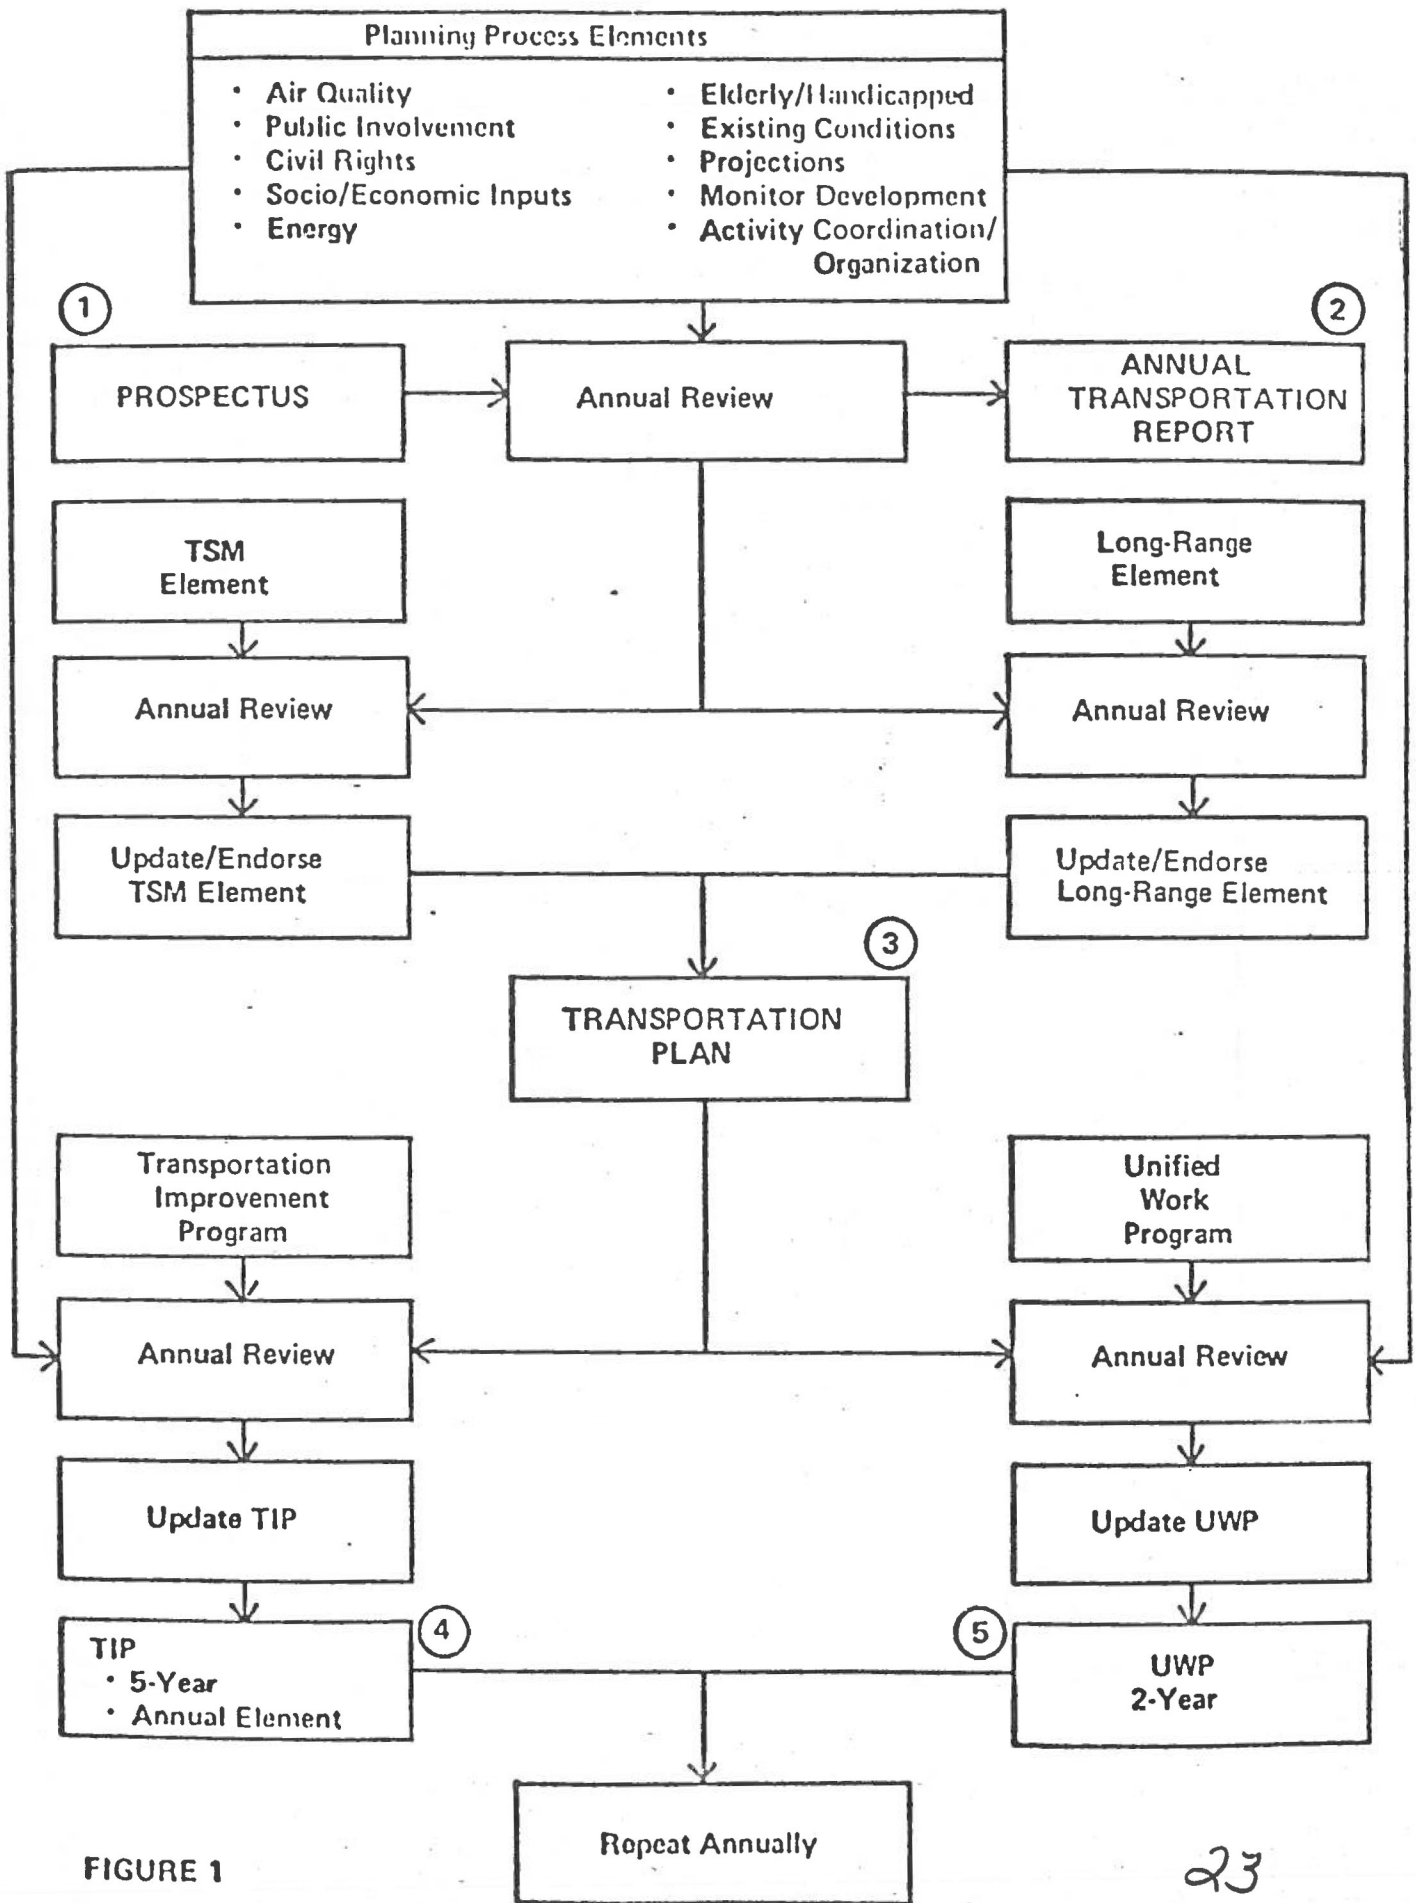 Planning Process Elements
• Air Quality
• Public Involvement
• Civil Rights
• Socio/Economic Inputs
• Energy
• Elderly/Handicapped
• Existing Conditions
• Projections
• Monitor Development
• Activity Coordination/
Organization
1
2
PROSPECTUS
Annual Review
ANNUAL
TRANSPORTATION
REPORT
TSM
Element
Long-Range
Element
Annual Review
Annual Review
Update/Endorse
TSM Element
Update/Endorse
Long-Range Element
3
TRANSPORTATION
PLAN
Transportation
Improvement
Program
Unified
Work
Program
Annual Review
Annual Review
Update TIP
Update UWP
4
5
TIP
• 5-Year
• Annual Element
UWP
2-Year
Repeat Annually
FIGURE 1
23